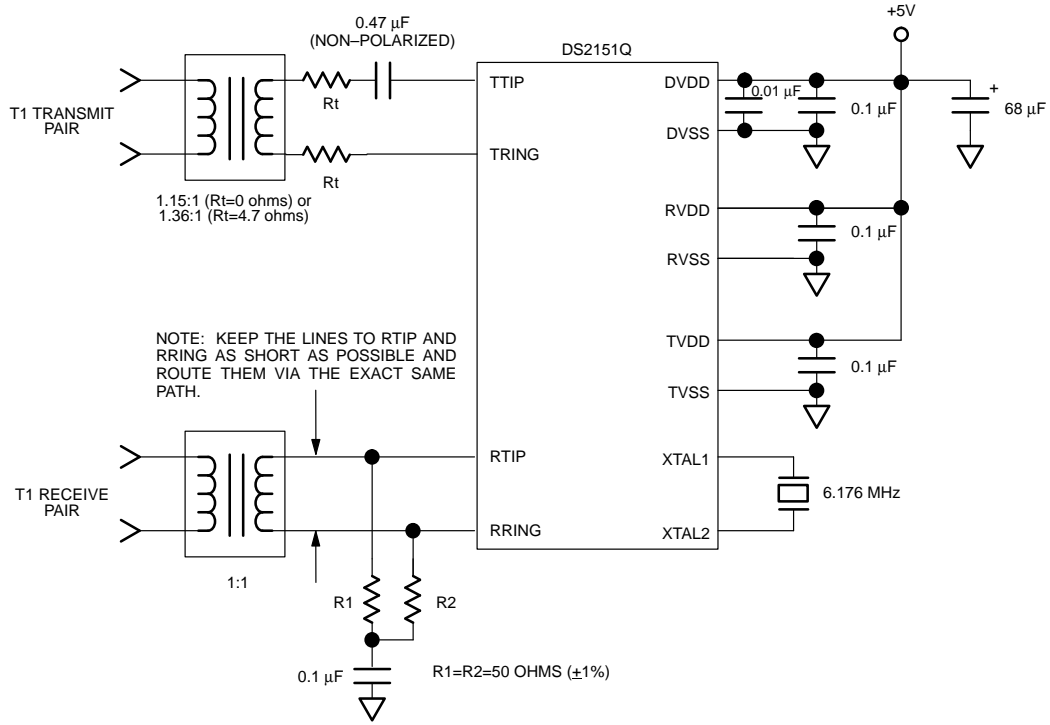 +5V
0.47 µF
(NON–POLARIZED)
DS2151Q
TTIP
DVDD
0.01 µF
0.1 µF
+
68 µF
Rt
T1 TRANSMIT
PAIR
DVSS
TRING
Rt
1.15:1 (Rt=0 ohms) or
1.36:1 (Rt=4.7 ohms)
RVDD
0.1 µF
RVSS
NOTE: KEEP THE LINES TO RTIP AND
RRING AS SHORT AS POSSIBLE AND
ROUTE THEM VIA THE EXACT SAME
PATH.
TVDD
0.1 µF
TVSS
RTIP
XTAL1
T1 RECEIVE
PAIR
6.176 MHz
RRING
XTAL2
1:1
R1
R2
0.1 µF
R1=R2=50 OHMS (±1%)